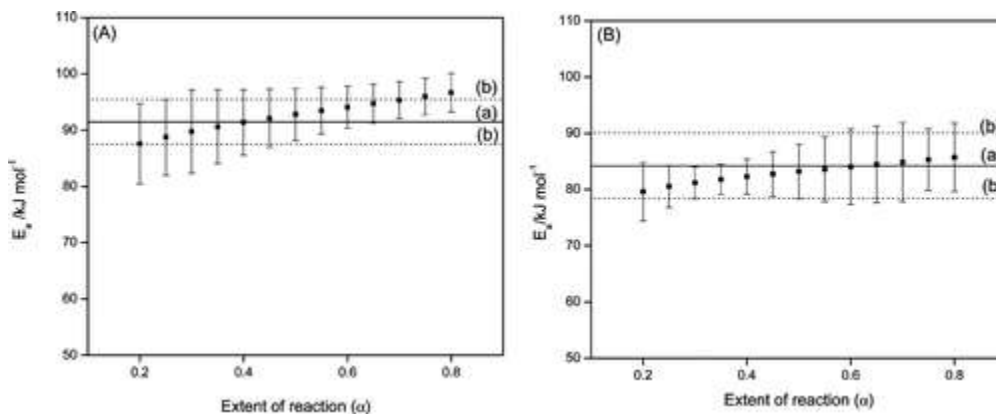 (A)
110
100
90
80
70
60
50
(b)
(a)
(b)
Eₐ/kJ mol⁻¹
0.2 0.4 0.6 0.8
Extent of reaction (α)
(B)
110
100
90
80
70
60
50
(b
(a
(b
Eₐ/kJ mol⁻¹
0.2 0.4 0.6 0.8
Extent of reaction (α)